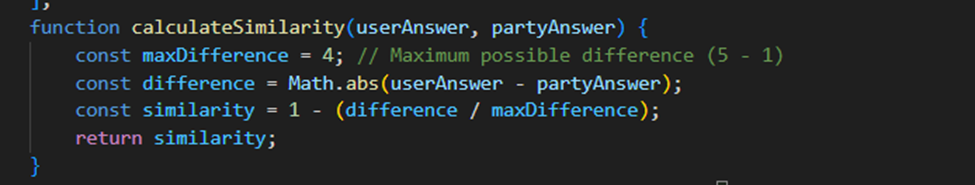 ];
function calculateSimilarity(userAnswer, partyAnswer) {
const maxDifference = 4; // Maximum possible difference (5 - 1)
const difference = Math.abs(userAnswer - partyAnswer);
const similarity = 1 - (difference / maxDifference);
return similarity;
}